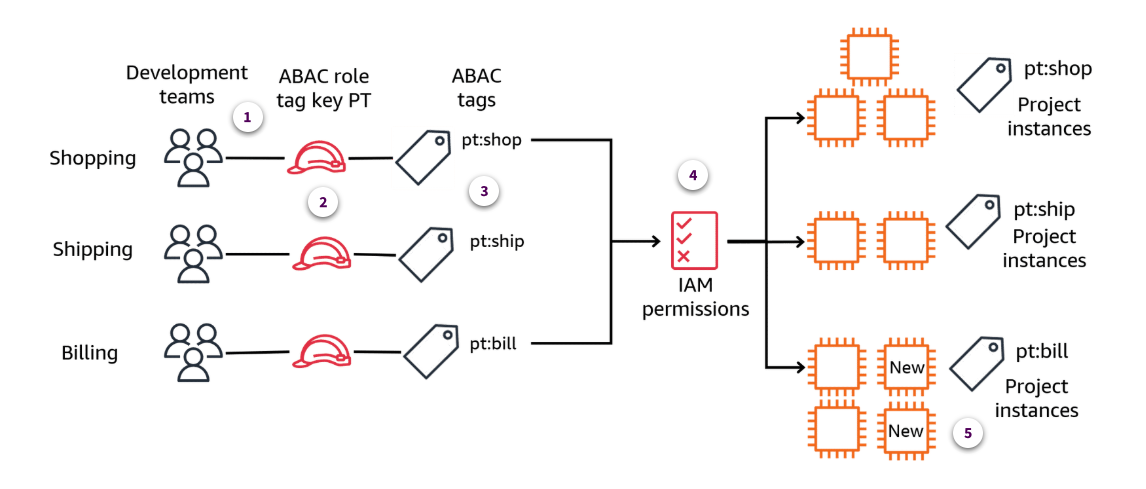 Development
teams
1
ABAC role
tag key PT
ABAC
tags
Shopping
2
pt:shop
3
Shipping
pt:ship
Billing
pt:bill
4
IAM
permissions
pt:shop
Project
instances
pt:ship
Project
instances
New
New
pt:bill
Project
instances
5